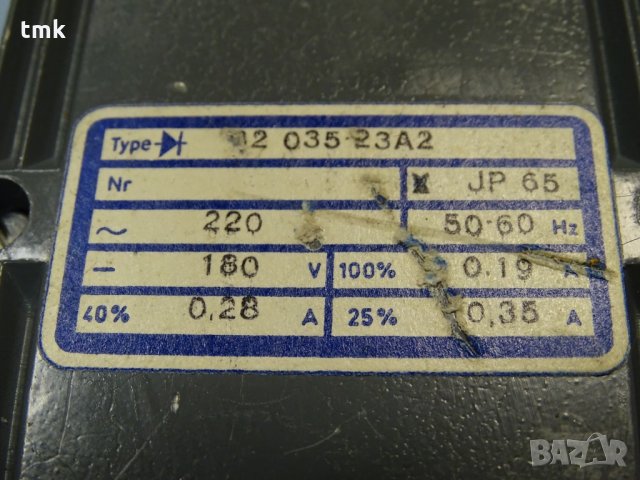 tmk
Type 82 035-23A2
Nr JP 65
~ 220 50-60 Hz
— 180 V 100% 0.19 A
40% 0,28 A 25% 0,35 A
BAZAR